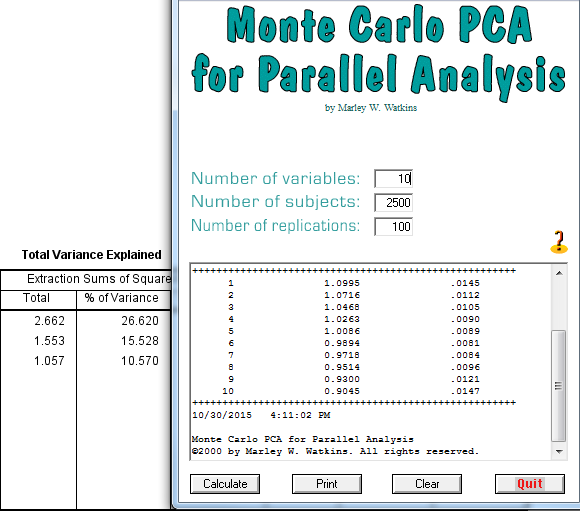 Monte Carlo PCA
for Parallel Analysis
by Marley W. Watkins
Number of variables: 10
Number of subjects: 2500
Number of replications: 100
?
Total Variance Explained
Extraction Sums of Square
Total % of Variance
2.662 26.620
1.553 15.528
1.057 10.570
++++++++++++++++++++++++++++++++++++++++++++++++++++++
1 1.0995 .0145
2 1.0716 .0112
3 1.0468 .0105
4 1.0263 .0090
5 1.0086 .0089
6 0.9894 .0081
7 0.9718 .0084
8 0.9514 .0096
9 0.9300 .0121
10 0.9045 .0147
++++++++++++++++++++++++++++++++++++++++++++++++++++++
10/30/2015 4:11:02 PM
Monte Carlo PCA for Parallel Analysis
©2000 by Marley W. Watkins. All rights reserved.
Calculate Print Clear Quit